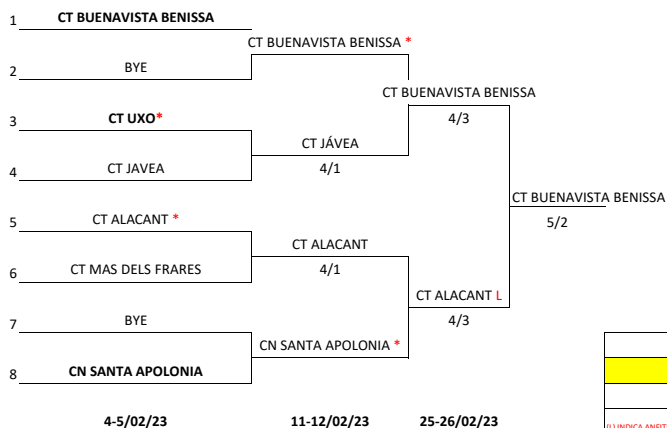 1 CT BUENAVISTA BENISSA
CT BUENAVISTA BENISSA *
2 BYE
CT BUENAVISTA BENISSA
3 CT UXO*
4/3
CT JÁVEA
4 CT JAVEA
4/1
CT BUENAVISTA BENISSA
5 CT ALACANT *
5/2
CT ALACANT
6 CT MAS DELS FRARES
4/1
CT ALACANT L
7 BYE
4/3
CN SANTA APOLONIA *
8 CN SANTA APOLONIA
4-5/02/23 11-12/02/23 25-26/02/23
(L) INDICA